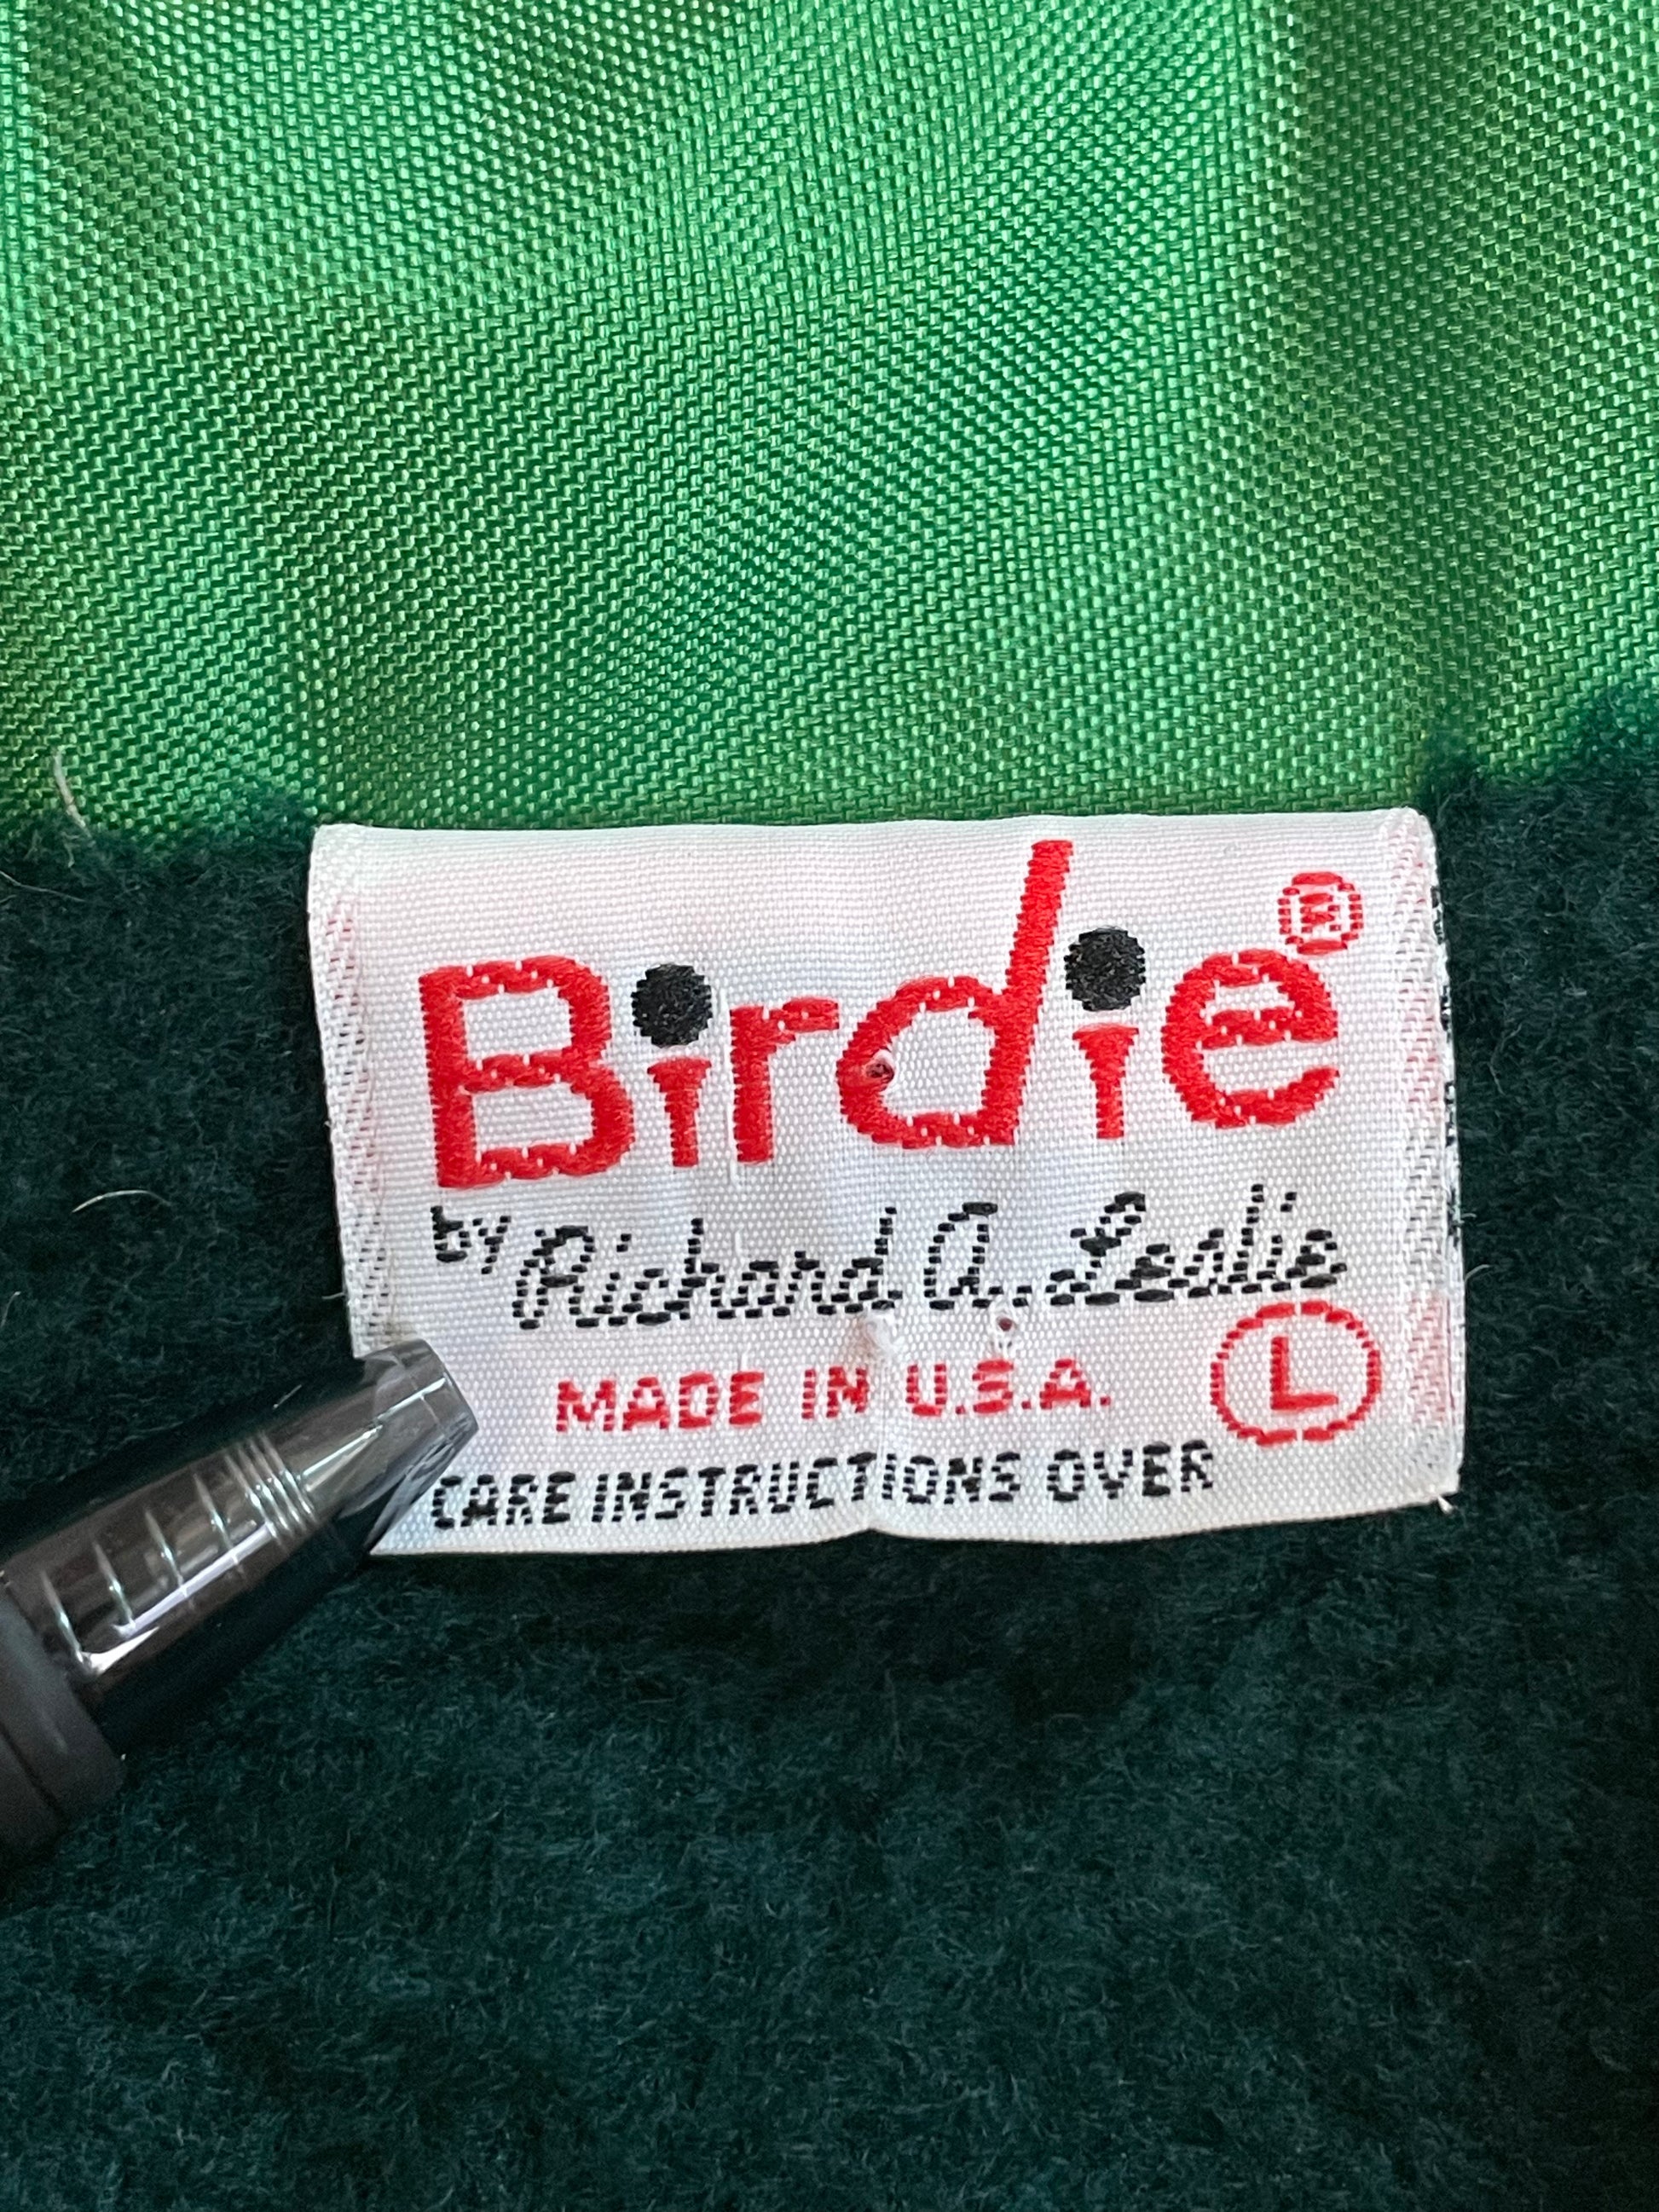 Birdie®
by Richard A. Leslie
MADE IN U.S.A. L
CARE INSTRUCTIONS OVER